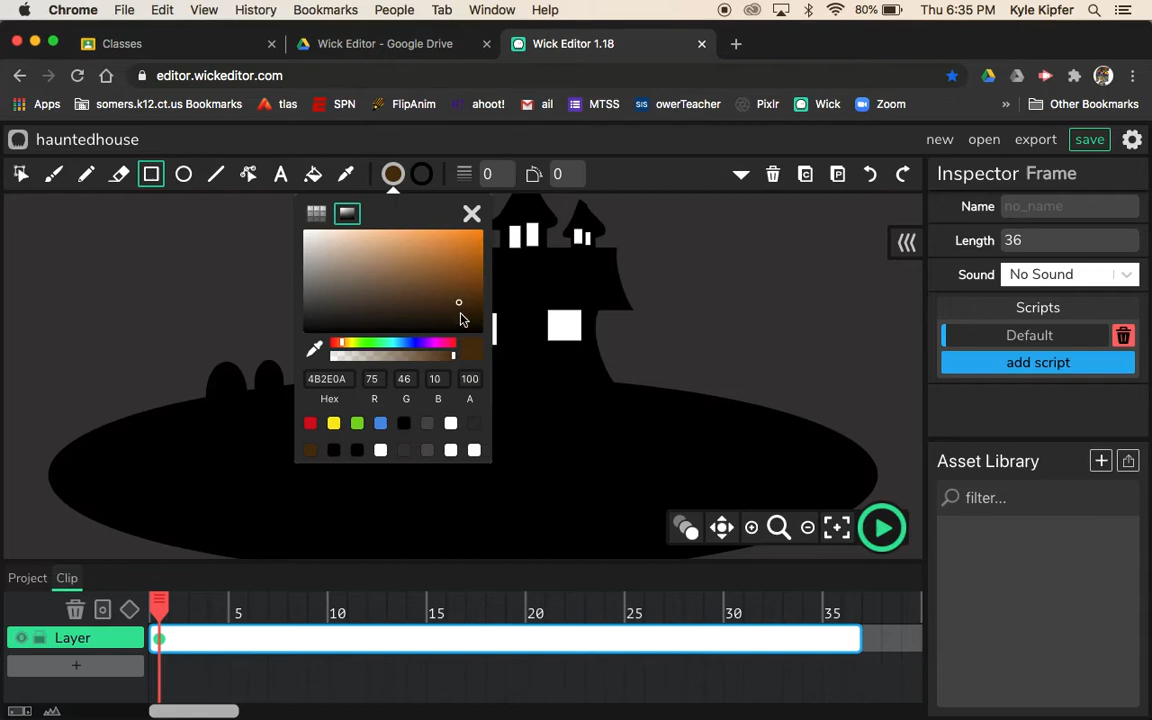 Chrome File Edit View History Bookmarks People Tab Window Help 80% Thu 6:35 PM Kyle Kipfer
Classes Wick Editor - Google Drive Wick Editor 1.18
editor.wickeditor.com
Apps somers.k12.ct.us Bookmarks tlas SPN FlipAnim ahoot! ail MTSS SIS owerTeacher Pixlr Wick Zoom » Other Bookmarks
hauntedhouse new open export save
0 0
Inspector Frame
Name no_name
Length 36
Sound No Sound
Scripts
Default
add script
4B2E0A 75 46 10 100
Hex R G B A
Asset Library
filter...
Project Clip
5 10 15 20 25 30 35
Layer
+